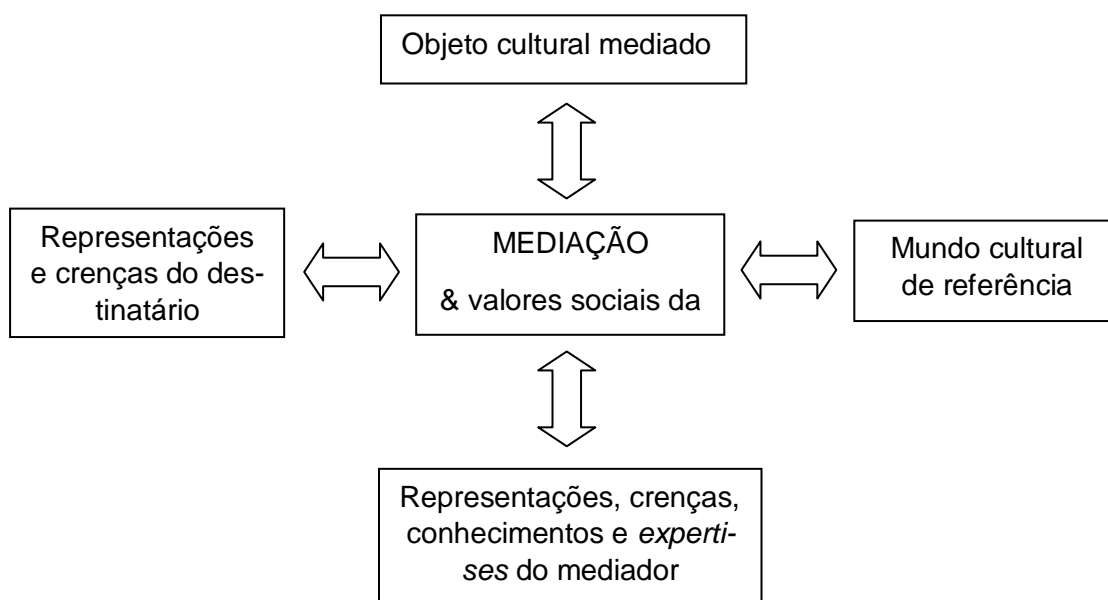 Objeto cultural mediado
Representações
e crenças do des-
tinatário
MEDIAÇÃO
& valores sociais da
Mundo cultural
de referência
Representações, crenças,
conhecimentos e experti-
ses do mediador